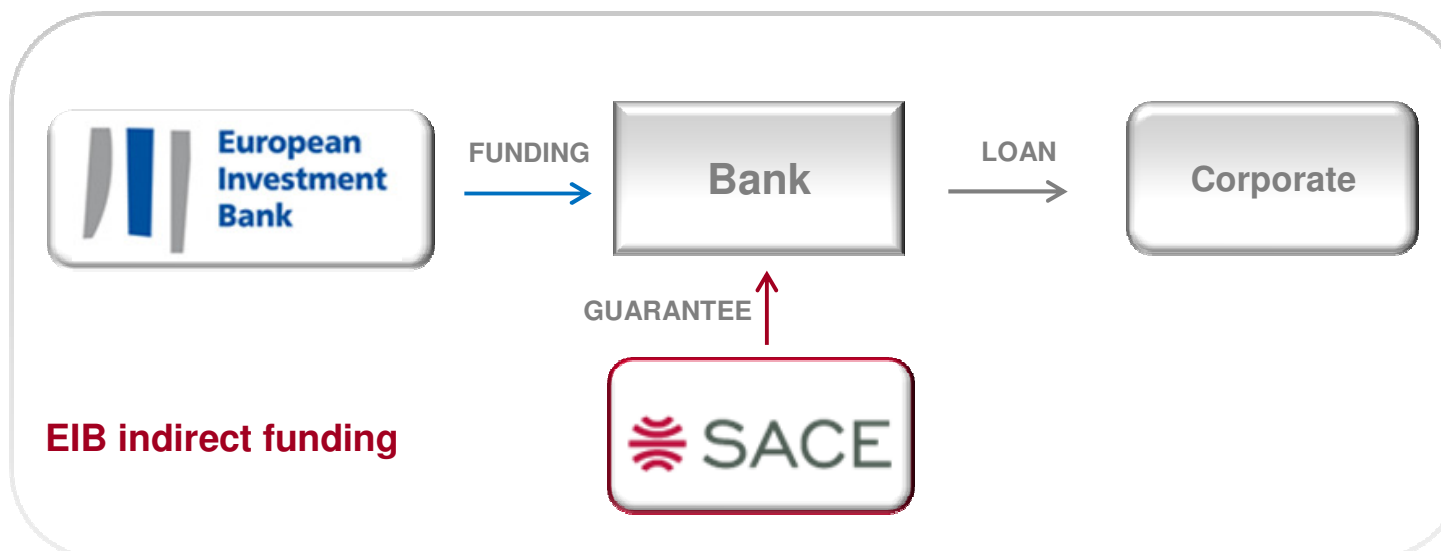 European
Investment
Bank
FUNDING
Bank
LOAN
Corporate
GUARANTEE
EIB indirect funding
SACE